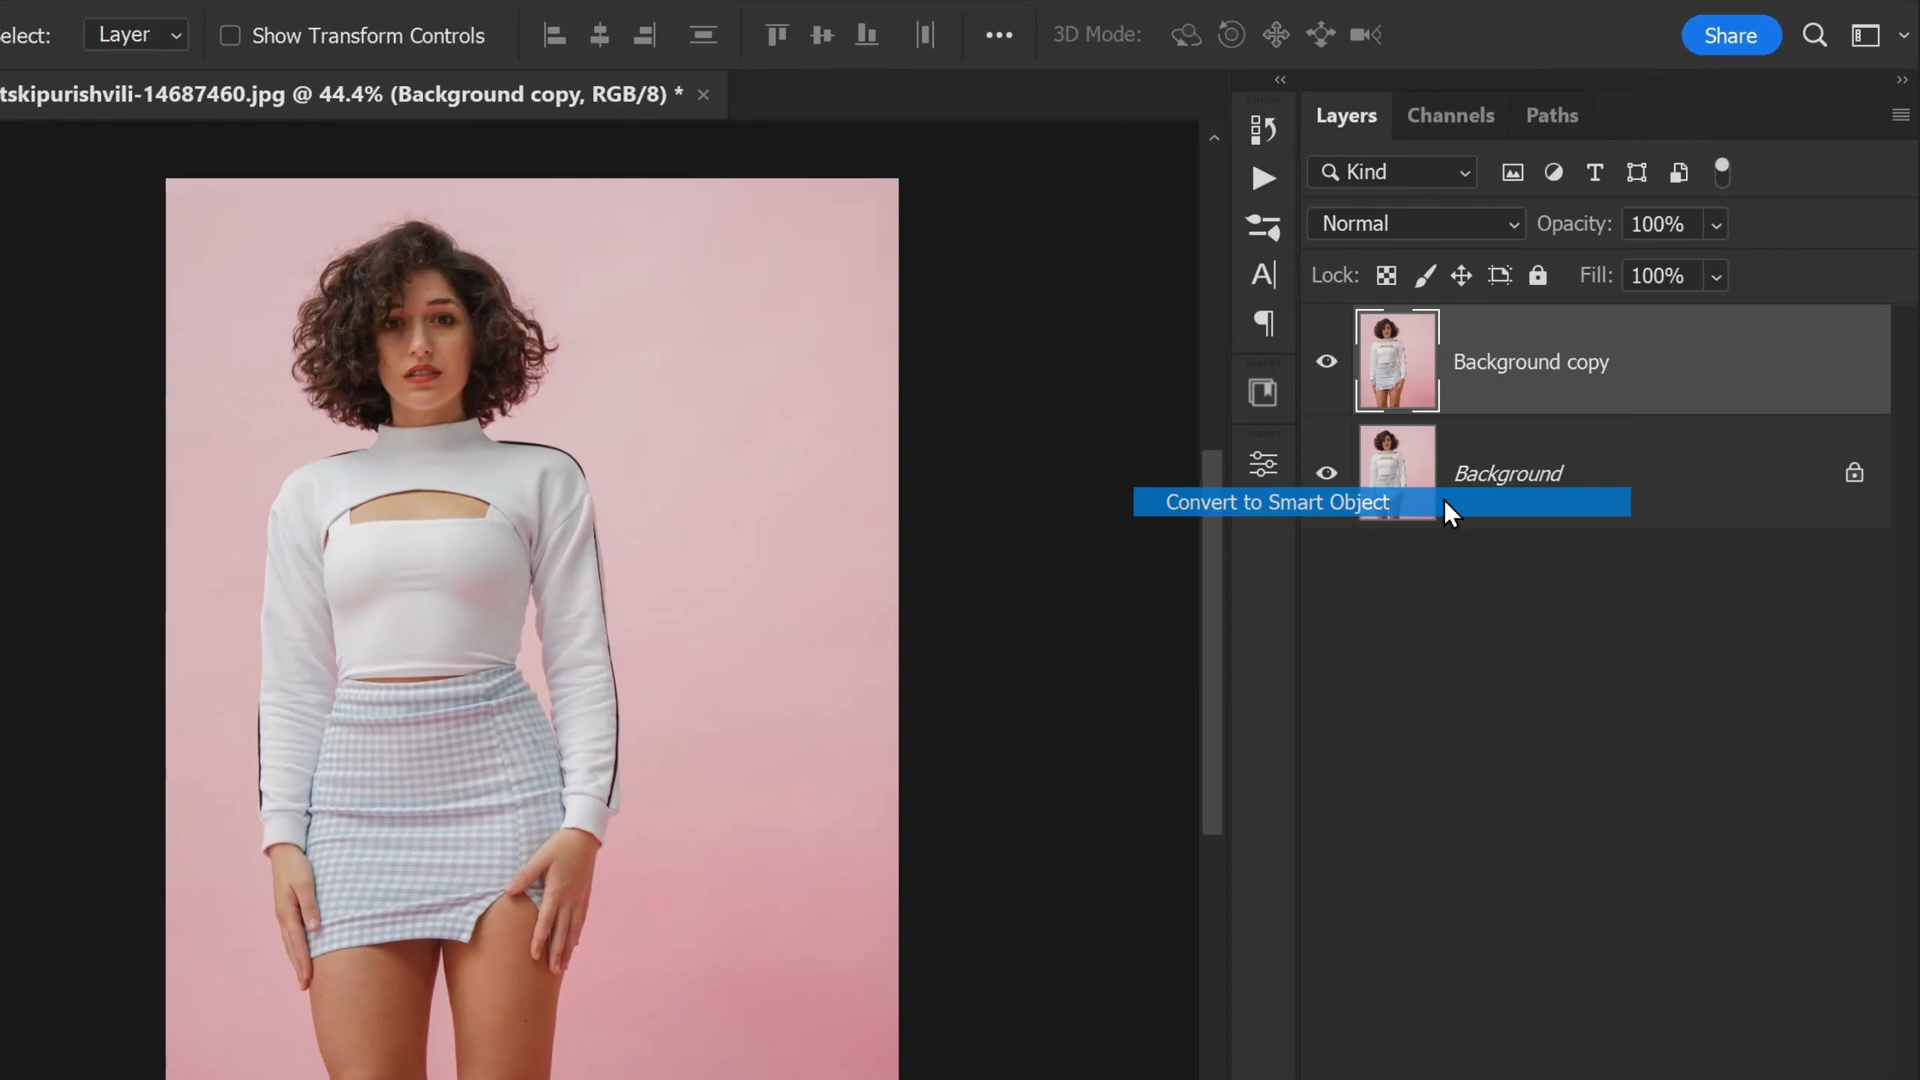 elect:
Layer
Show Transform Controls
3D Mode:
Share
tskipurishvili-14687460.jpg @ 44.4% (Background copy, RGB/8) *
Layers
Channels
Paths
Kind
Normal
Opacity: 100%
Lock:
Fill: 100%
Background copy
Background
Convert to Smart Object